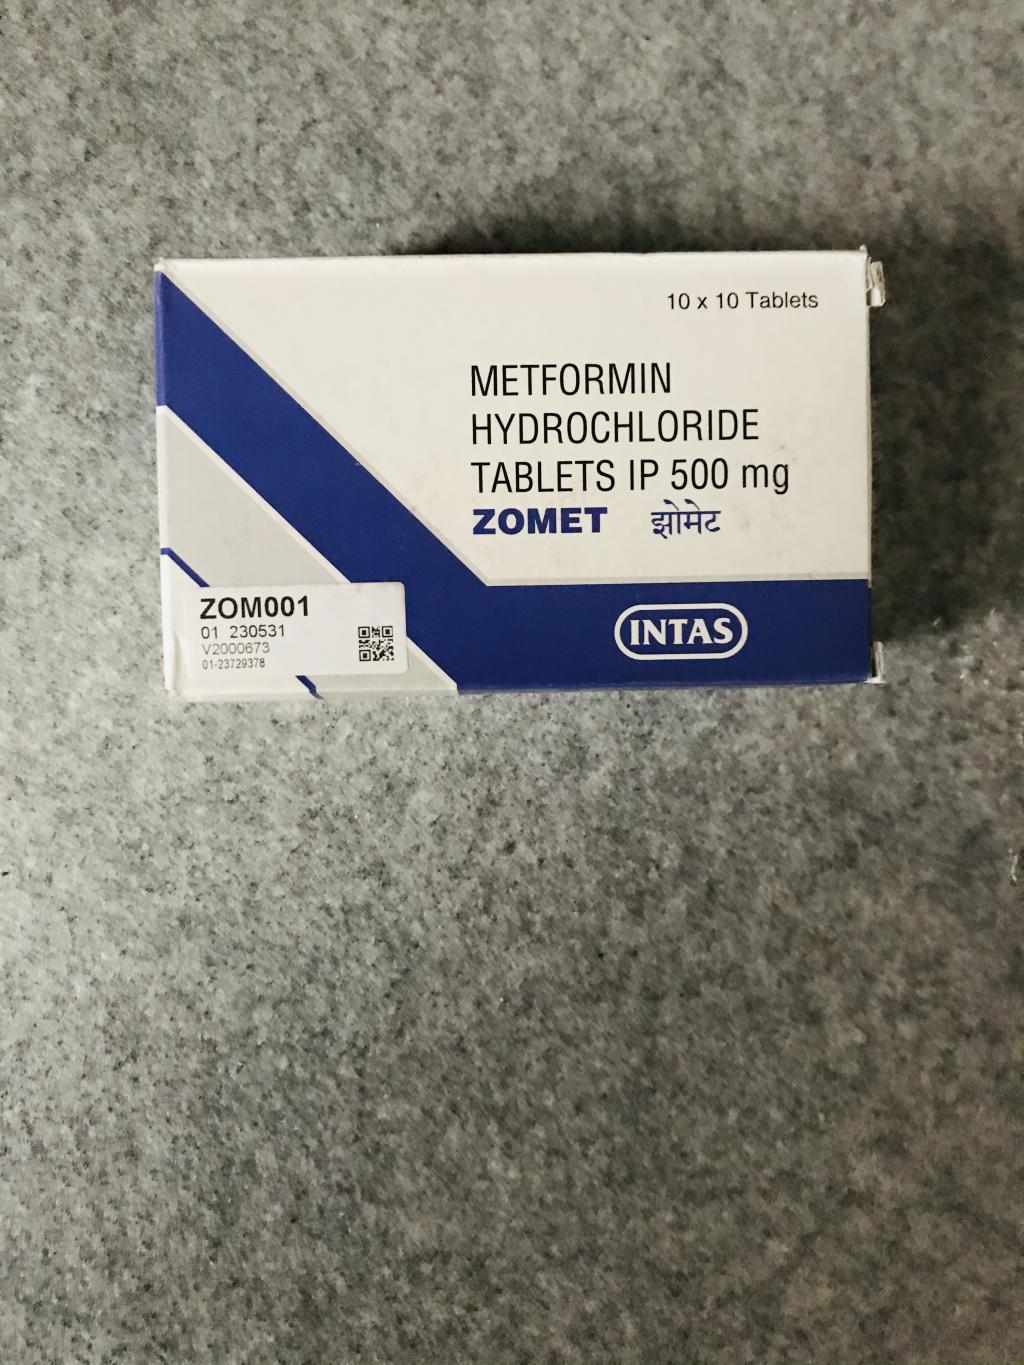 10 x 10 Tablets
METFORMIN
HYDROCHLORIDE
TABLETS IP 500 mg
ZOMET झोमेट
INTAS
ZOM001
01 230531
V2000673
01-23729378